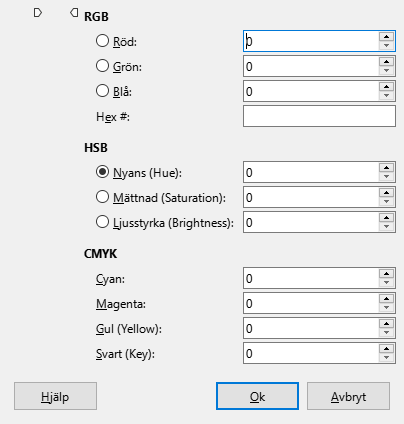 RGB
Röd: 0
Grön: 0
Blå: 0
Hex #:
HSB
Nyans (Hue): 0
Mättnad (Saturation): 0
Ljusstyrka (Brightness): 0
CMYK
Cyan: 0
Magenta: 0
Gul (Yellow): 0
Svart (Key): 0
Hjälp Ok Avbryt